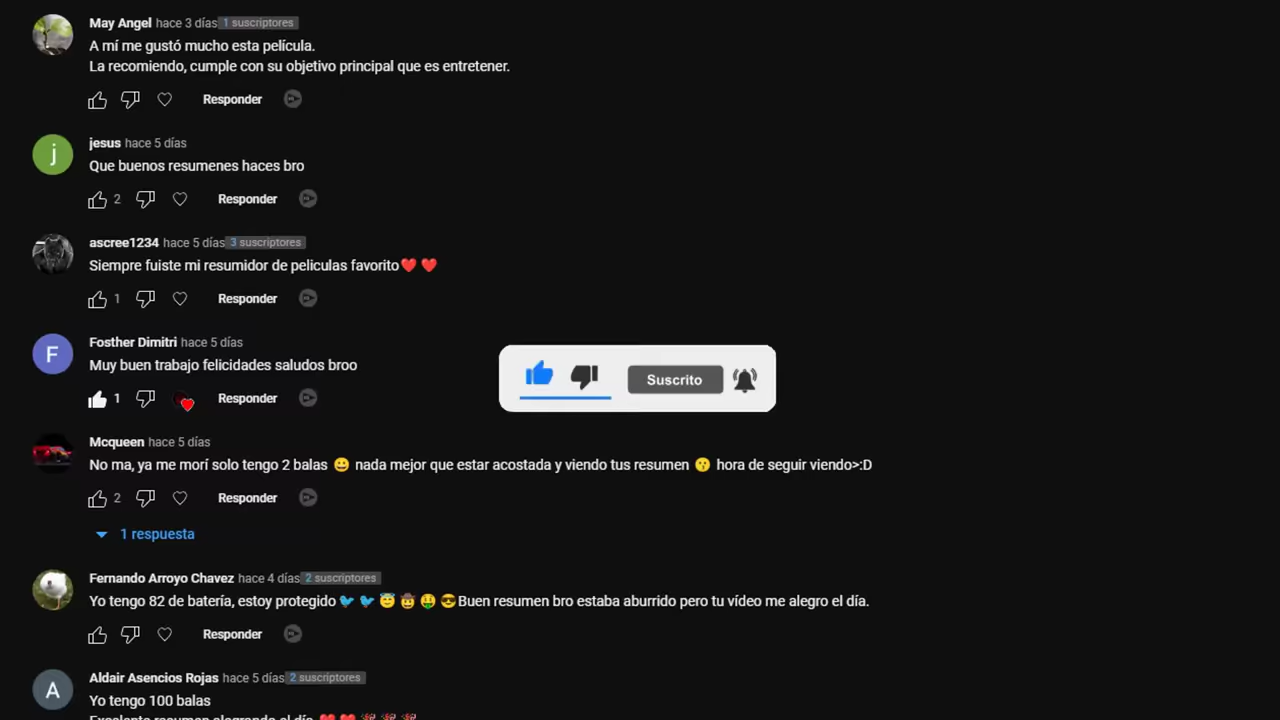 May Angel hace 3 días 1 suscriptores
A mí me gustó mucho esta película.
La recomiendo, cumple con su objetivo principal que es entretener.
Responder
j
jesus hace 5 días
Que buenos resumenes haces bro
2 Responder
ascree1234 hace 5 días 3 suscriptores
Siempre fuiste mi resumidor de peliculas favorito❤️ ❤️
1 Responder
F
Fosther Dimitri hace 5 días
Muy buen trabajo felicidades saludos broo
1 Responder
Suscrito
Mcqueen hace 5 días
No ma, ya me morí solo tengo 2 balas 😀 nada mejor que estar acostada y viendo tus resumen 😗 hora de seguir viendo>:D
2 Responder
1 respuesta
Fernando Arroyo Chavez hace 4 días 2 suscriptores
Yo tengo 82 de batería, estoy protegido🐦 🐦 😇 🤠 🤑 😎Buen resumen bro estaba aburrido pero tu vídeo me alegro el día.
Responder
A
Aldair Asencios Rojas hace 5 días 2 suscriptores
Yo tengo 100 balas
Excelente resumen alegrando el día